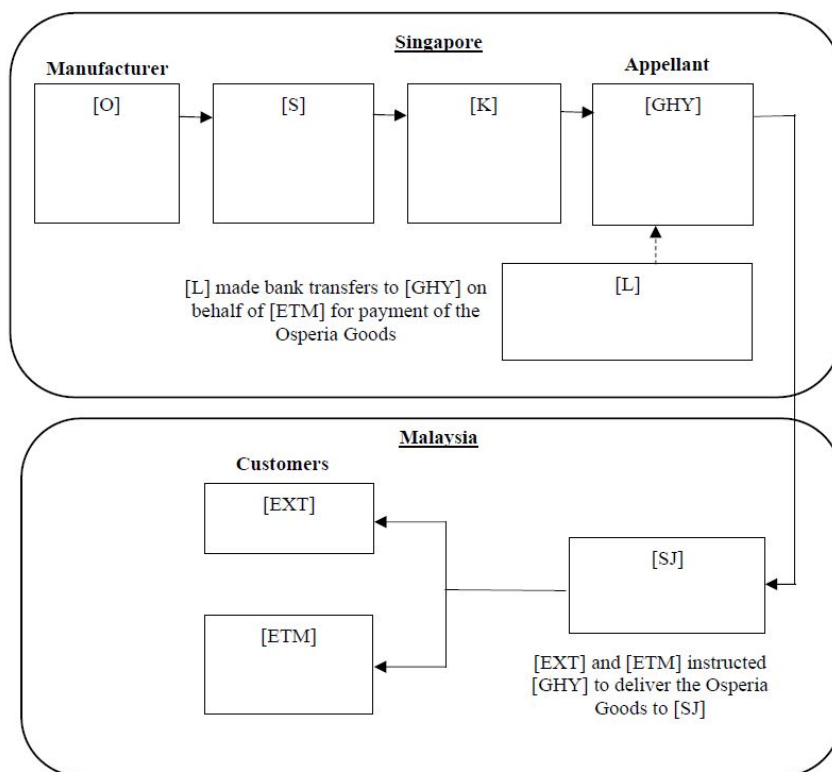 Singapore
Manufacturer
Appellant
[O]
[S]
[K]
[GHY]
[L] made bank transfers to [GHY] on
behalf of [ETM] for payment of the
Osperia Goods
[L]
Malaysia
Customers
[EXT]
[SJ]
[ETM]
[EXT] and [ETM] instructed
[GHY] to deliver the Osperia
Goods to [SJ]